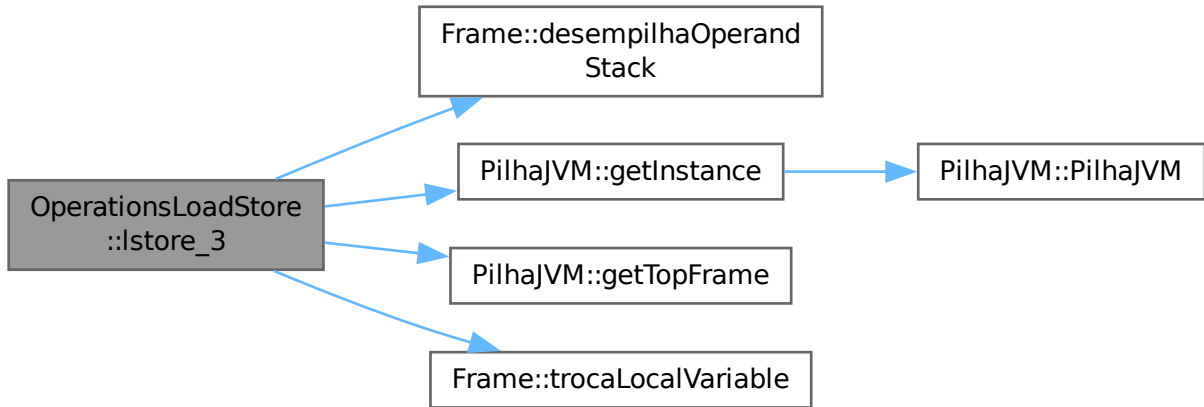 Frame::desempilhaOperand
Stack
OperationsLoadStore
::lstore_3
PilhaJVM::getInstance
PilhaJVM::PilhaJVM
PilhaJVM::getTopFrame
Frame::trocaLocalVariable